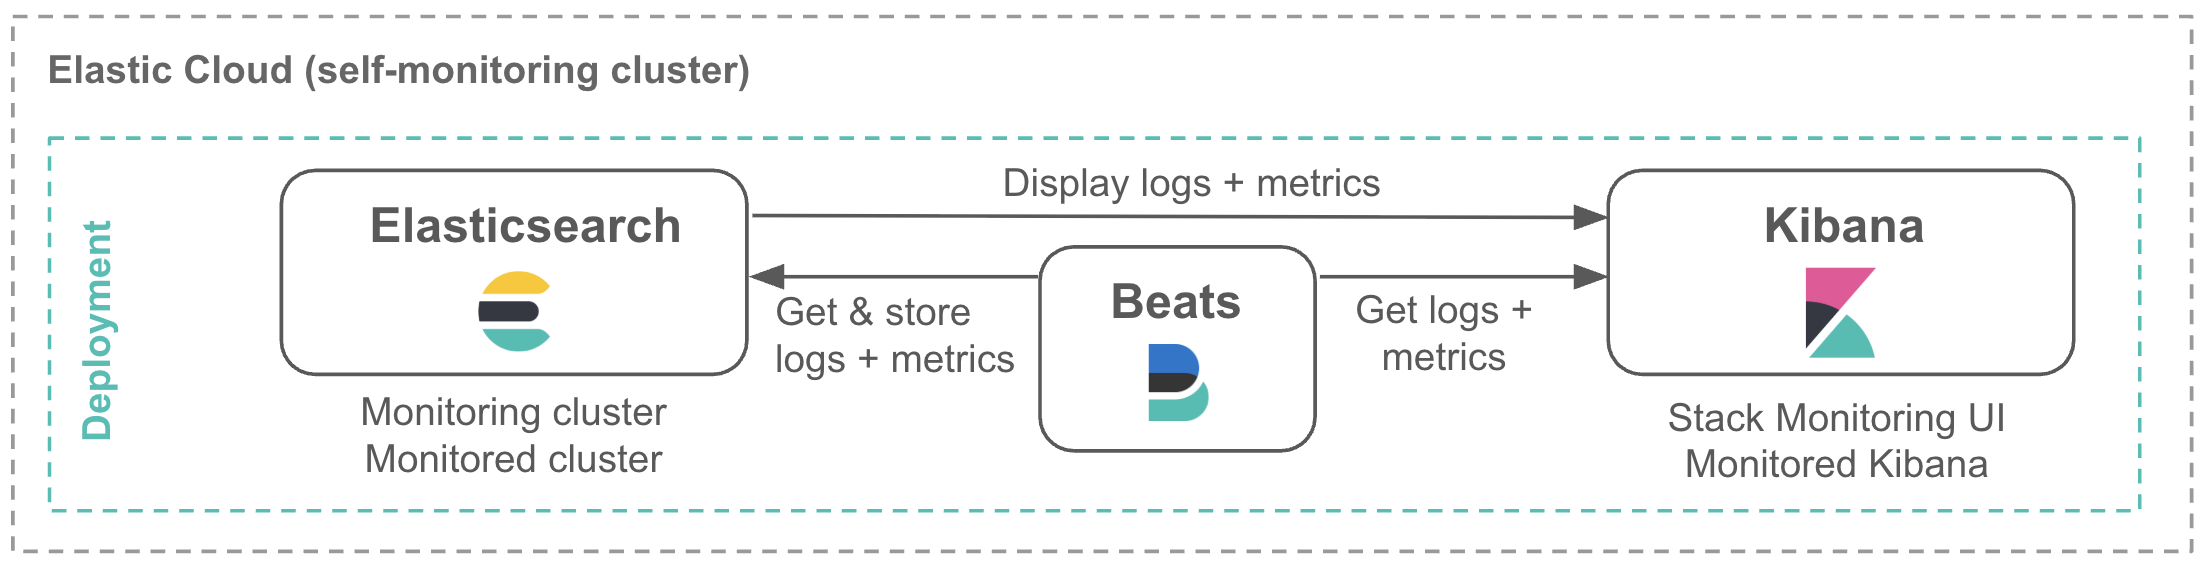 Elastic Cloud (self-monitoring cluster)
Deployment
Elasticsearch
Monitoring cluster
Monitored cluster
Display logs + metrics
Get & store
logs + metrics
Beats
Get logs +
metrics
Kibana
Stack Monitoring UI
Monitored Kibana